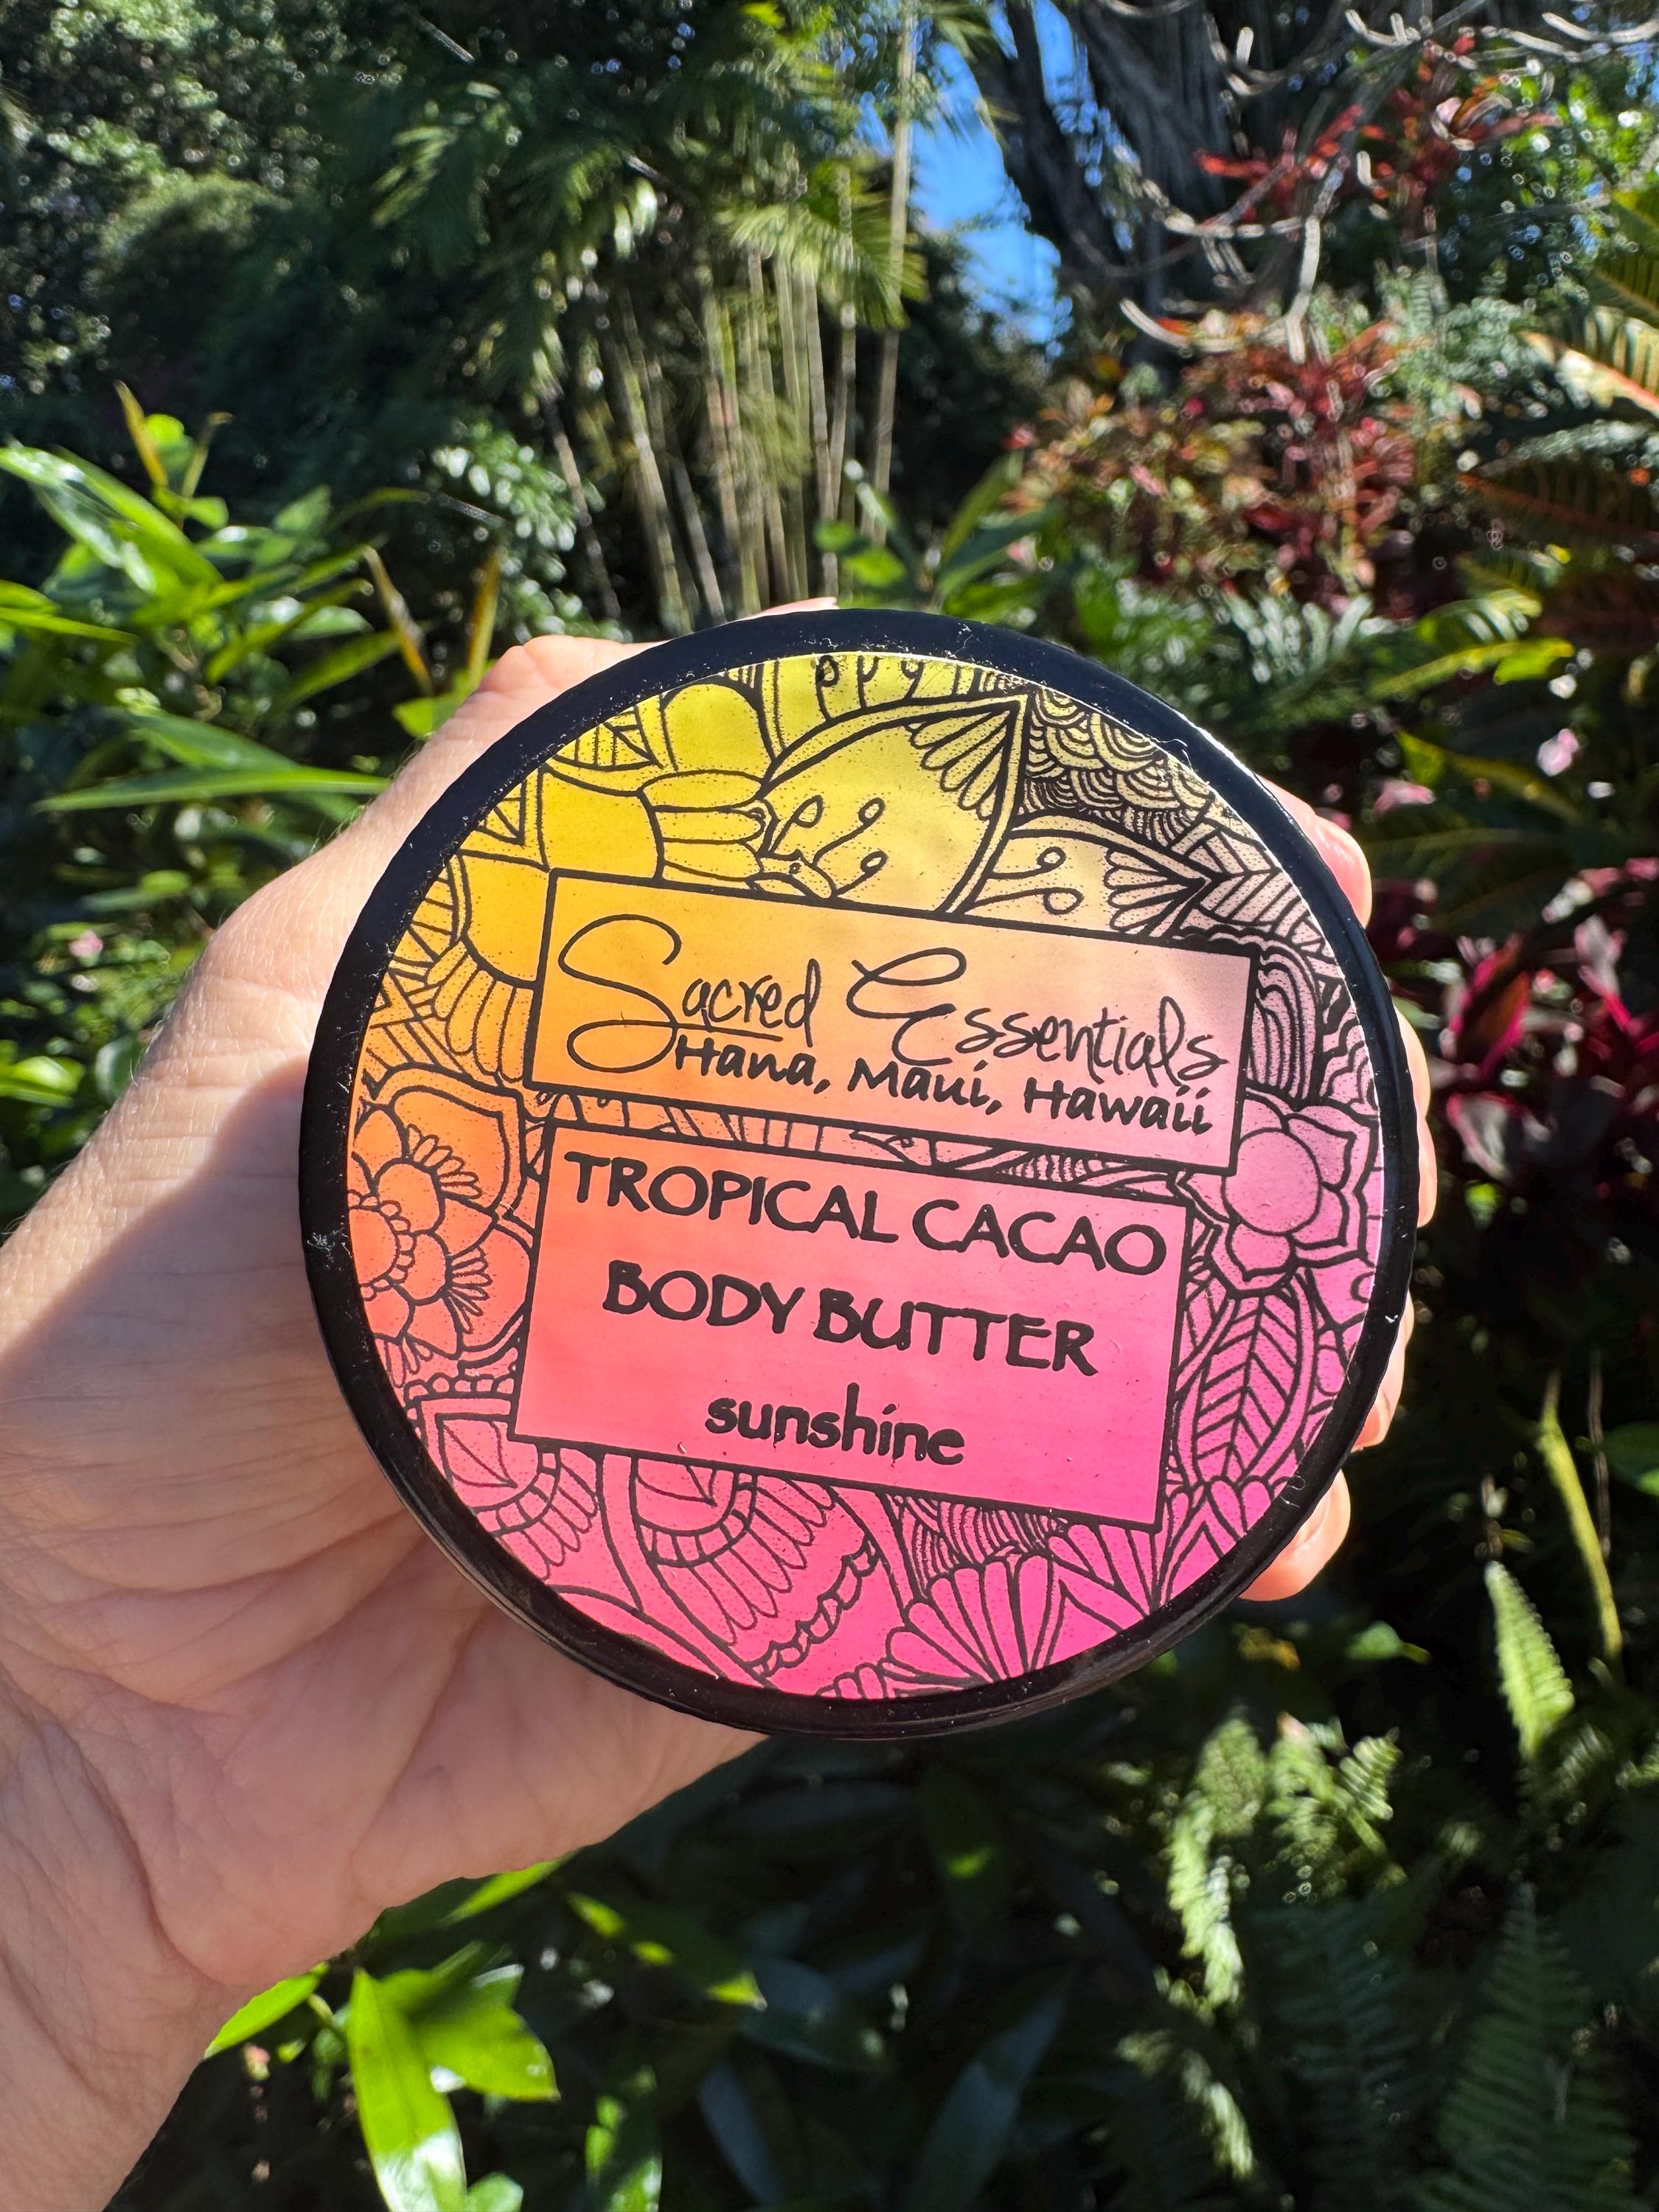 Sacred Essentials
Hana, Maui, Hawaii
TROPICAL CACAO
BODY BUTTER
sunshine